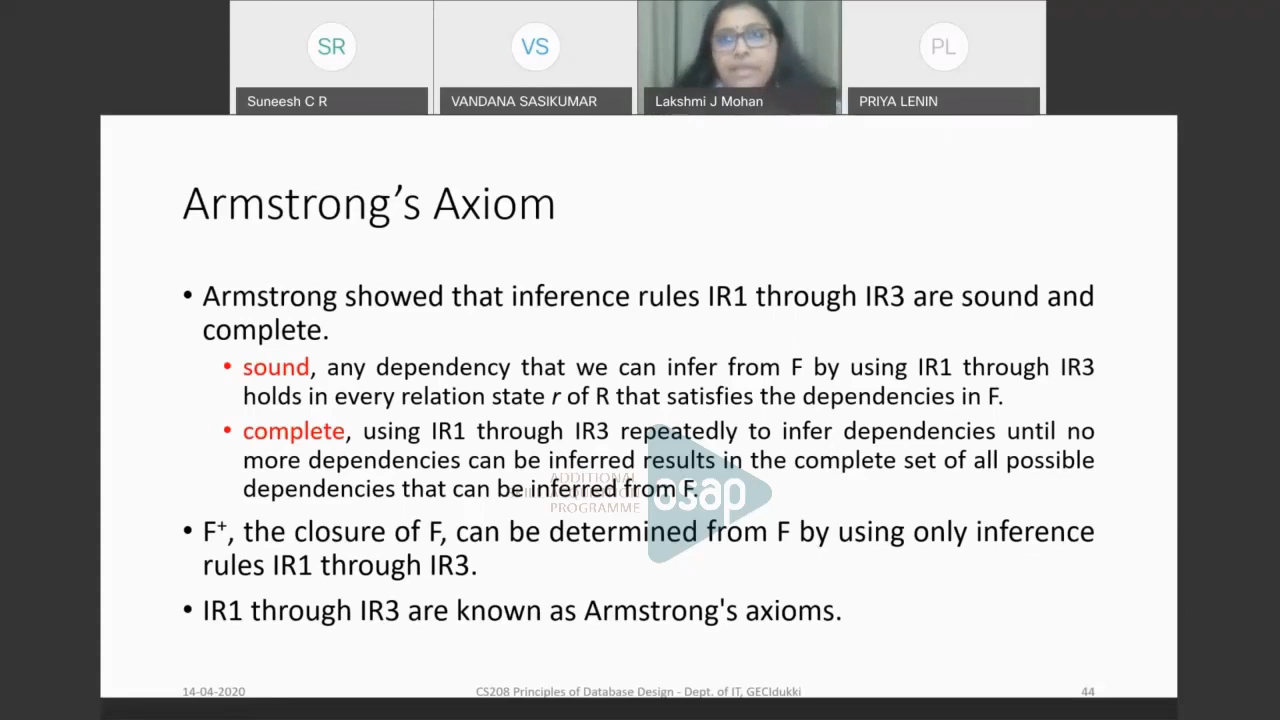 SR
VS
PL
Suneesh C R
VANDANA SASIKUMAR
Lakshmi J Mohan
PRIYA LENIN
Armstrong’s Axiom
• Armstrong showed that inference rules IR1 through IR3 are sound and
complete.
• sound, any dependency that we can infer from F by using IR1 through IR3
holds in every relation state r of R that satisfies the dependencies in F.
• complete, using IR1 through IR3 repeatedly to infer dependencies until no
more dependencies can be inferred results in the complete set of all possible
dependencies that can be inferred from F.
ADDITIONAL
PROGRAMME
asap
• F⁺, the closure of F, can be determined from F by using only inference
rules IR1 through IR3.
• IR1 through IR3 are known as Armstrong's axioms.
14-04-2020
CS208 Principles of Database Design - Dept. of IT, GECIdukki
44